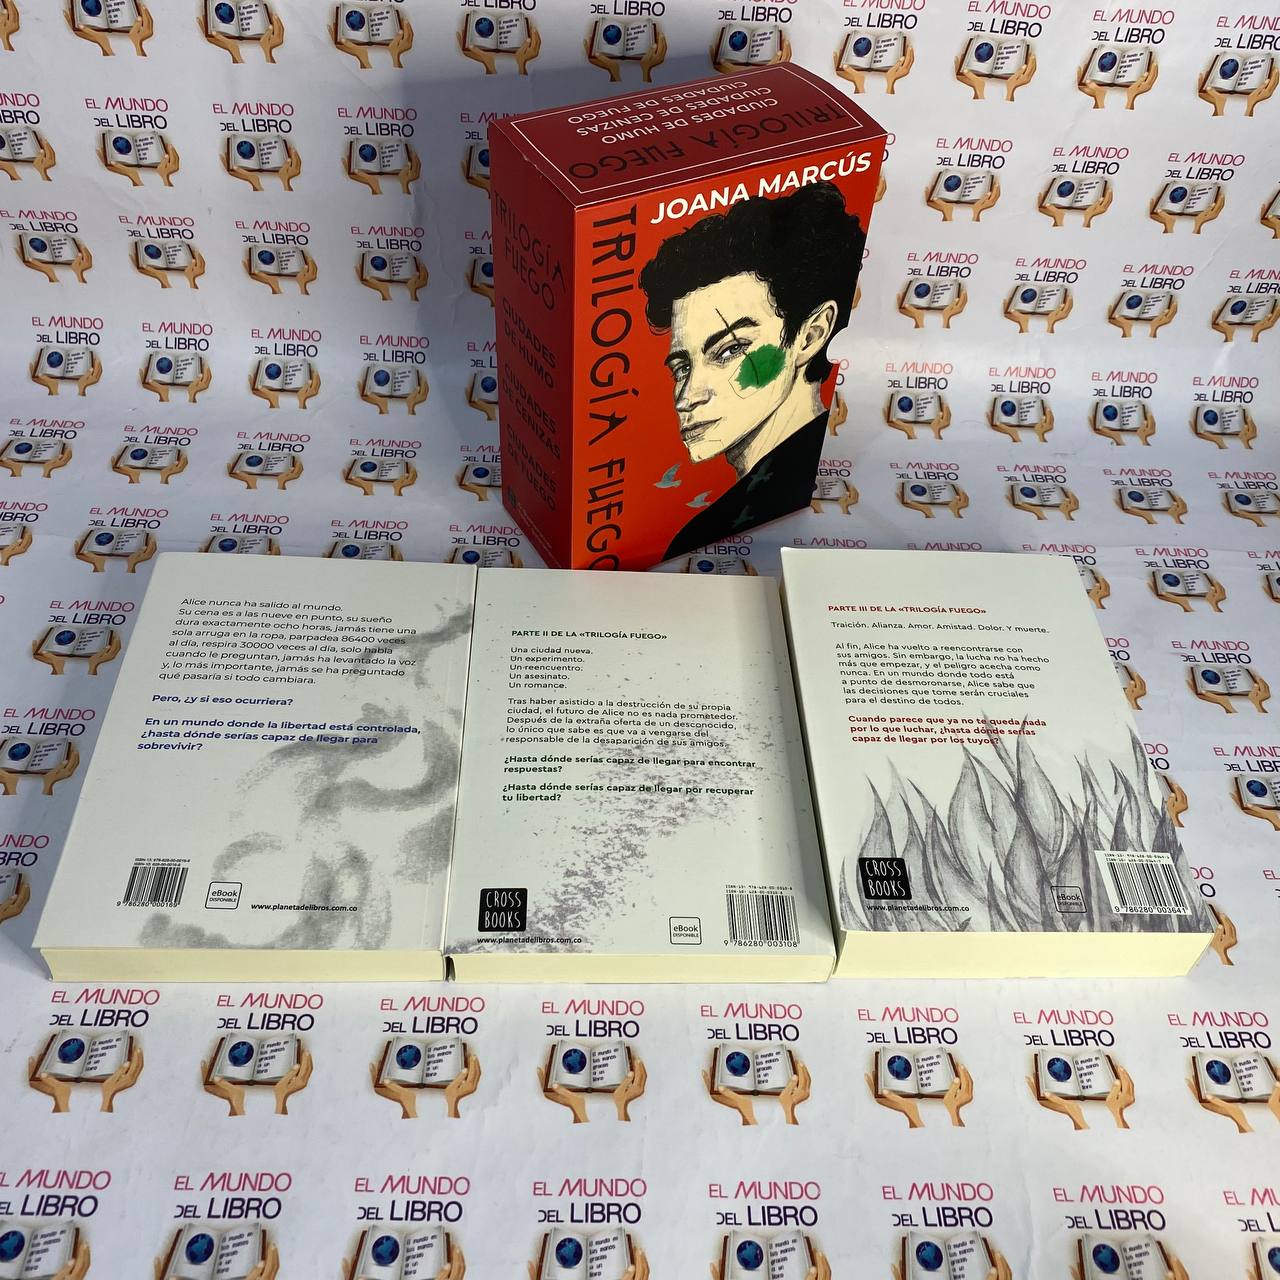 TRILOGÍA FUEGO
CIUDADES DE HUMO
CIUDADES DE CENIZAS
CIUDADES DE FUEGO
JOANA MARCÚS
TRILOGÍA FUEGO
TRILOGÍA
FUEGO
CIUDADES
DE HUMO
CIUDADES
DE CENIZAS
CIUDADES
DE FUEGO
Alice nunca ha salido al mundo.
Su cena es a las nueve en punto, su sueño
dura exactamente ocho horas, jamás tiene una
sola arruga en la ropa, parpadea 86400 veces
al día, respira 30000 veces al día, solo habla
cuando le preguntan, jamás ha levantado la voz
y, lo más importante, jamás se ha preguntado
qué pasaría si todo cambiara.
Pero, ¿y si eso ocurriera?
En un mundo donde la libertad está controlada,
¿hasta dónde serías capaz de llegar para
sobrevivir?
9 786280 000169
eBook
DISPONIBLE
www.planetadelibros.com.co
PARTE II DE LA «TRILOGÍA FUEGO»
Una ciudad nueva.
Un experimento.
Un reencuentro.
Un asesinato.
Un romance.
Tras haber asistido a la destrucción de su propia
ciudad, el futuro de Alice no es nada prometedor.
Después de la extraña oferta de un desconocido,
lo único que sabe es que va a vengarse del
responsable de la desaparición de sus amigos.
¿Hasta dónde serías capaz de llegar para encontrar
respuestas?
¿Hasta dónde serías capaz de llegar por recuperar
tu libertad?
CROSS
BOOKS
www.planetadelibros.com.co
eBook
DISPONIBLE
9 786280 003108
PARTE III DE LA «TRILOGÍA FUEGO»
Traición. Alianza. Amor. Amistad. Dolor. Y muerte.
Al fin, Alice ha vuelto a reencontrarse con
sus amigos. Sin embargo, la lucha no ha hecho
más que empezar, y el peligro acecha como
nunca. En un mundo donde todo está
a punto de desmoronarse, Alice sabe que
las decisiones que tome serán cruciales
para el destino de todos.
Cuando parece que ya no te queda nada
por lo que luchar, ¿hasta dónde serías
capaz de llegar por los tuyos?
CROSS
BOOKS
www.planetadelibros.com.co
eBook
DISPONIBLE
9 786280 003641
EL MUNDO
DEL LIBRO
El mundo en
tus manos
gracias
a un
libro